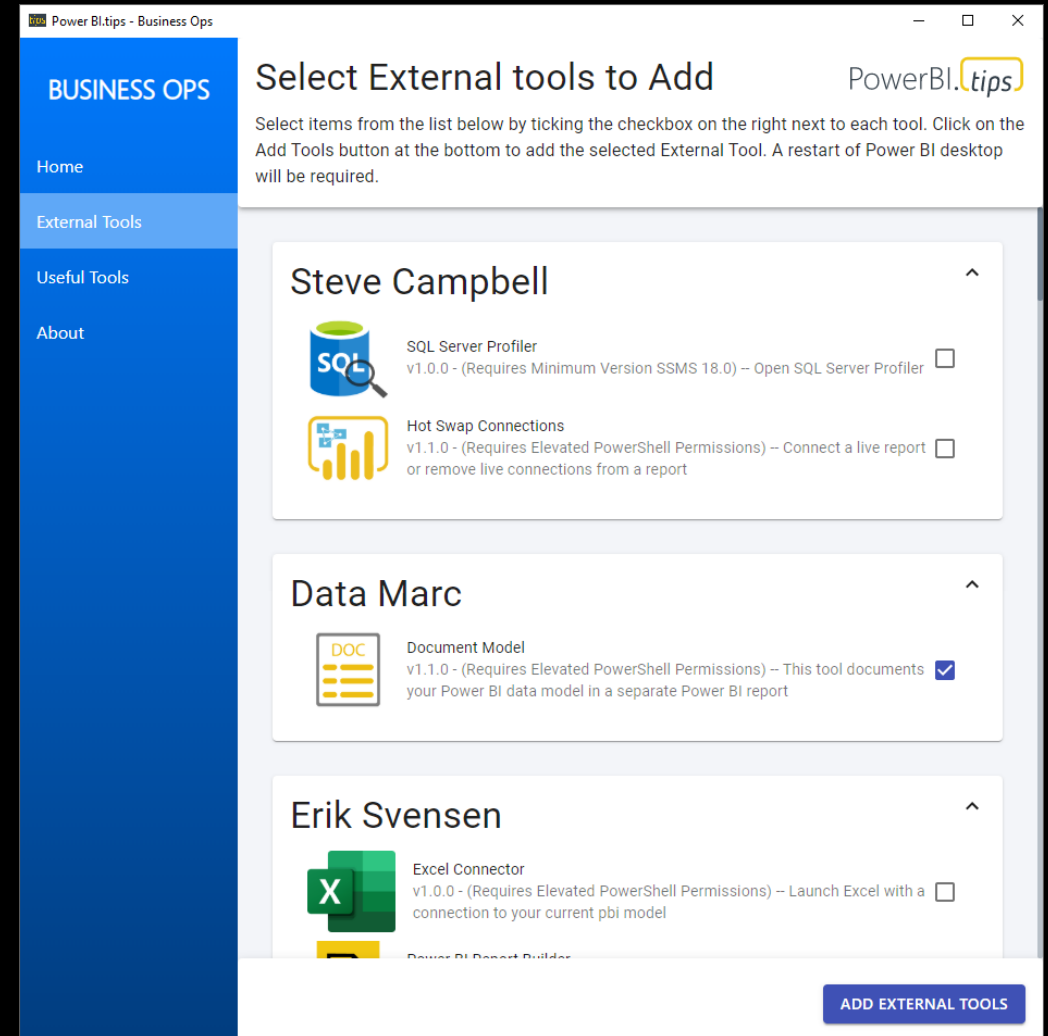 Power BI.tips - Business Ops
BUSINESS OPS
Home
External Tools
Useful Tools
About
Select External tools to Add
PowerBI.tips
Select items from the list below by ticking the checkbox on the right next to each tool. Click on the
Add Tools button at the bottom to add the selected External Tool. A restart of Power BI desktop
will be required.
Steve Campbell
SQL
SQL Server Profiler
v1.0.0 - (Requires Minimum Version SSMS 18.0) -- Open SQL Server Profiler
Hot Swap Connections
v1.1.0 - (Requires Elevated PowerShell Permissions) -- Connect a live report
or remove live connections from a report
Data Marc
DOC
Document Model
v1.1.0 - (Requires Elevated PowerShell Permissions) -- This tool documents
your Power BI data model in a separate Power BI report
Erik Svensen
X
Excel Connector
v1.0.0 - (Requires Elevated PowerShell Permissions) -- Launch Excel with a
connection to your current pbi model
Power BI Report Builder
ADD EXTERNAL TOOLS